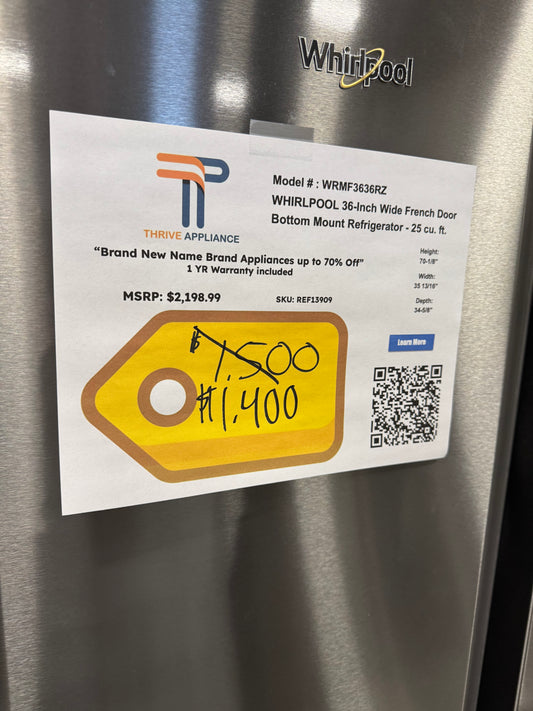 Whirlpool
THRIVE APPLIANCE
Model # : WRMF3636RZ
WHIRLPOOL 36-Inch Wide French Door
Bottom Mount Refrigerator - 25 cu. ft.
“Brand New Name Brand Appliances up to 70% Off”
1 YR Warranty included
MSRP: $2,198.99
SKU: REF13909
Height:
70-1/8"
Width:
35 13/16"
Depth:
34-5/8"
Learn More
$1.500
$1.400